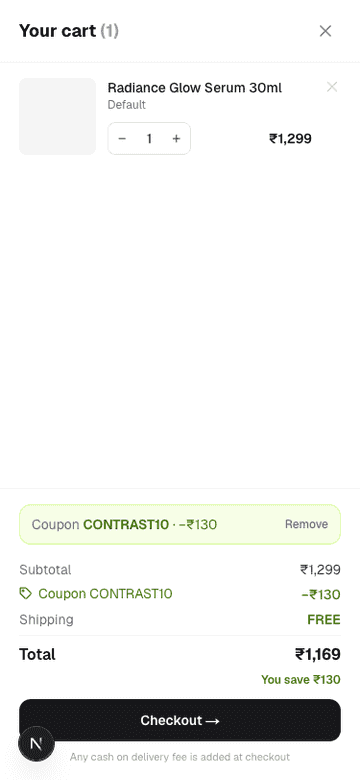 Your cart (1)
Radiance Glow Serum 30ml
Default
− 1 + ₹1,299
Coupon CONTRAST10 · −₹130 Remove
Subtotal ₹1,299
Coupon CONTRAST10 −₹130
Shipping FREE
Total ₹1,169
You save ₹130
Checkout →
N
Any cash on delivery fee is added at checkout